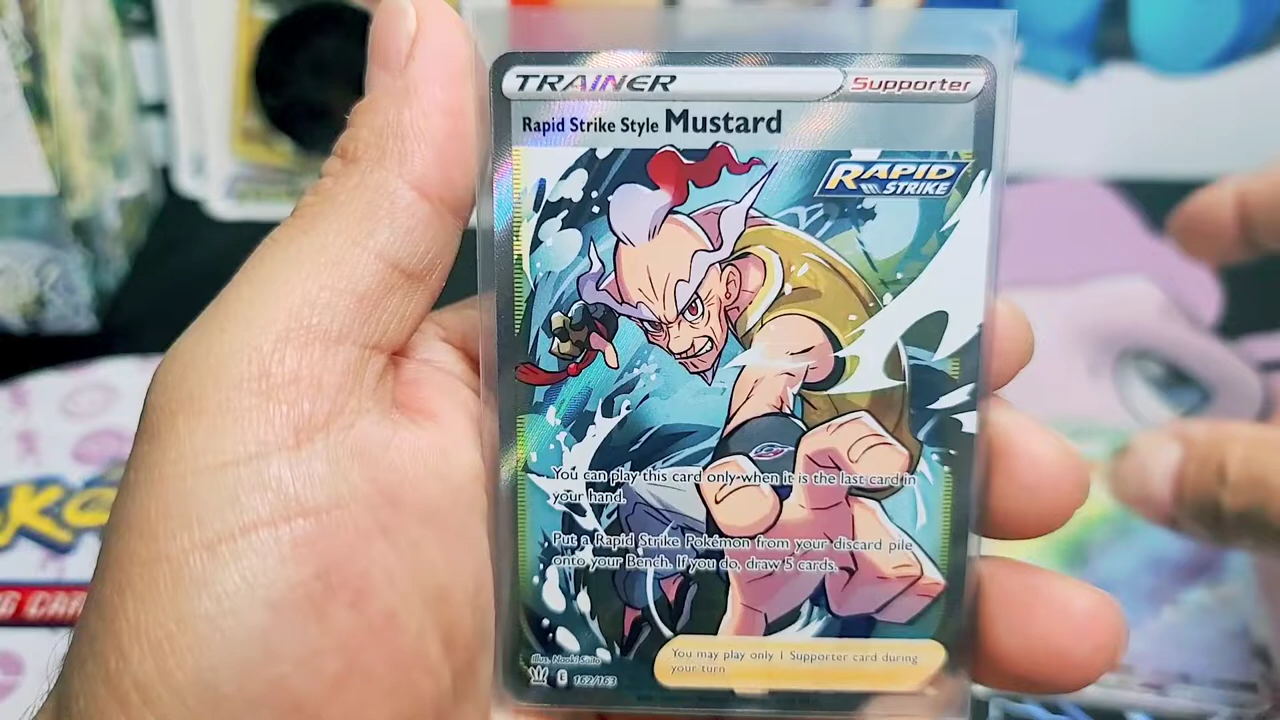 TRAINER
Supporter
Rapid Strike Style Mustard
RAPID
STRIKE
You can play this card only when it is the last card in
your hand.
Put a Rapid Strike Pokémon from your discard pile
onto your Bench. If you do, draw 5 cards.
You may play only 1 Supporter card during
your turn
Illus. Naoki Saito
E 162/163